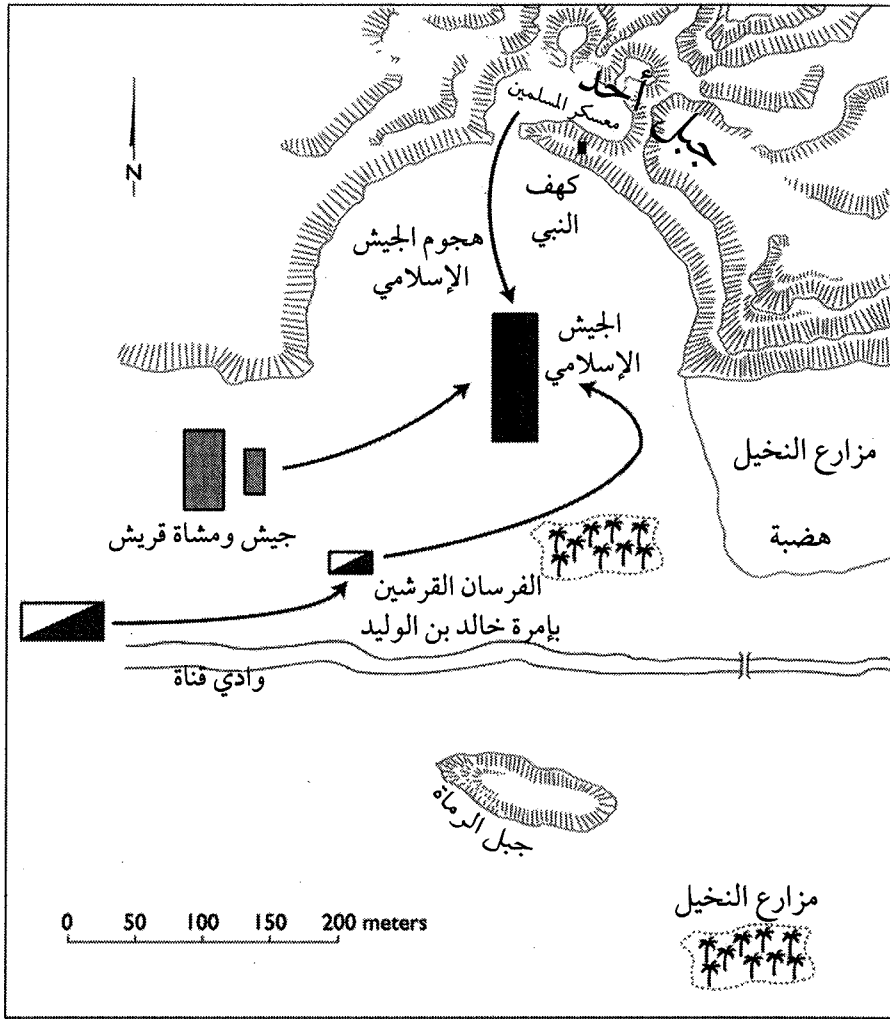 جبل أحد
معسكر المسلمين
N
كهف
النبي
هجوم الجيش
الإسلامي
الجيش
الإسلامي
مزارع النخيل
هضبة
جيش ومشاة قريش
الفرسان القرشين
بإمرة خالد بن الوليد
وادي قناة
جبل الرماة
مزارع النخيل
0 50 100 150 200 meters